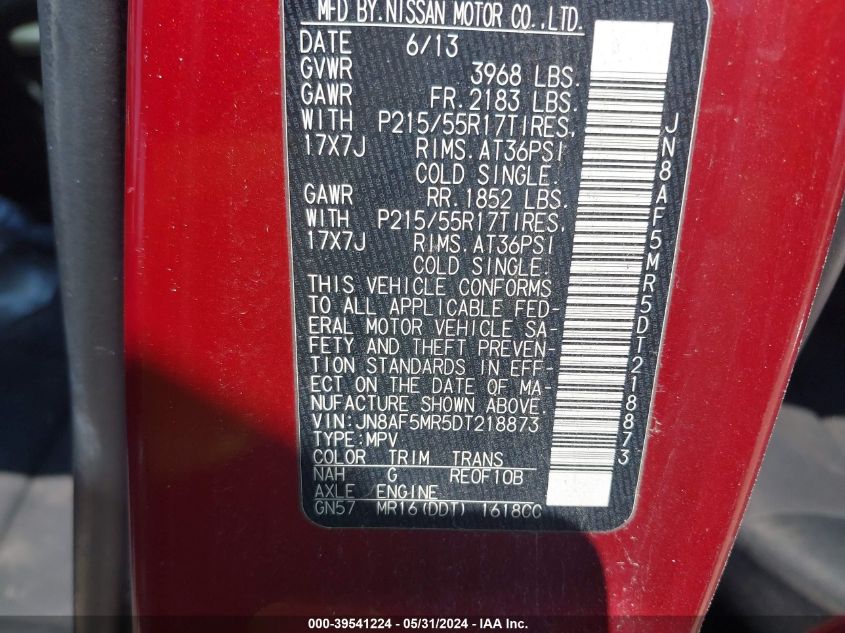 MFD BY.NISSAN MOTOR CO.,LTD.
DATE 6/13
GVWR 3968 LBS.
GAWR FR.2183 LBS.
WITH P215/55R17TIRES,
17X7J RIMS.AT36PSI
COLD SINGLE.
GAWR RR.1852 LBS.
WITH P215/55R17TIRES,
17X7J RIMS.AT36PSI
COLD SINGLE.
THIS VEHICLE CONFORMS
TO ALL APPLICABLE FED-
ERAL MOTOR VEHICLE SA-
FETY AND THEFT PREVEN-
TION STANDARDS IN EFF-
ECT ON THE DATE OF MA-
NUFACTURE SHOWN ABOVE.
VIN:JN8AF5MR5DT218873
TYPE:MPV
COLOR TRIM TRANS
NAH G RE0F10B
AXLE /ENGINE
GN57 MR16(DDT) 1618CC
JN8AF5MR5DT218873
000-39541224 - 05/31/2024 - www.iaai.com